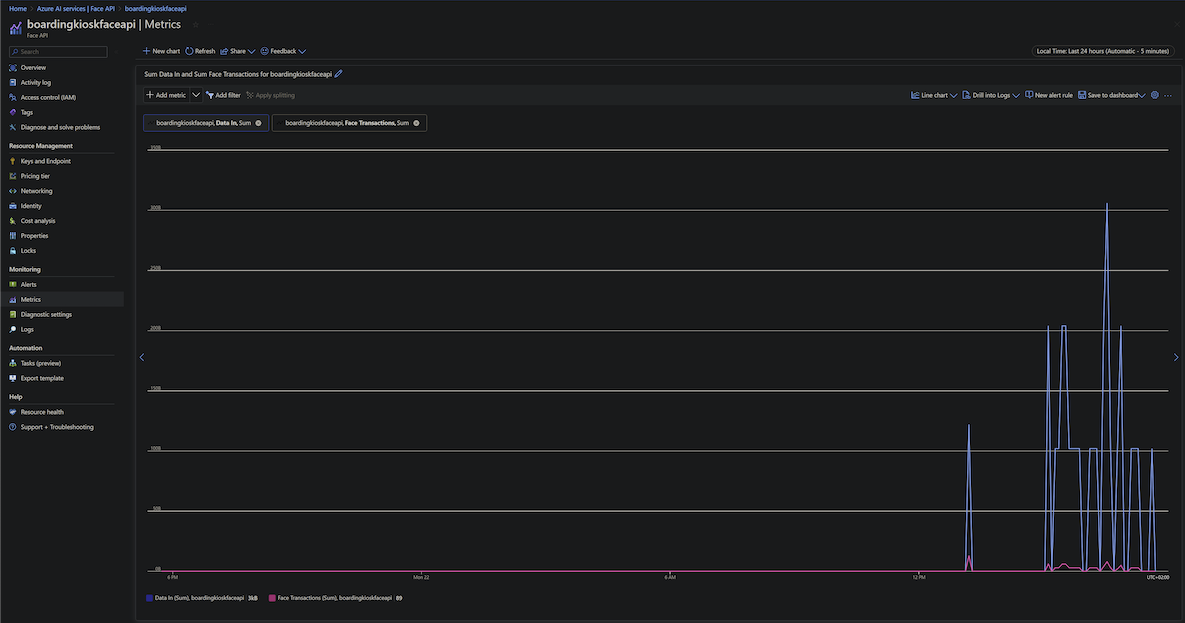 Home > Azure AI services | Face API > boardingkioskfaceapi
boardingkioskfaceapi | Metrics
Face API
Search
Overview
Activity log
Access control (IAM)
Tags
Diagnose and solve problems
Resource Management
Keys and Endpoint
Pricing tier
Networking
Identity
Cost analysis
Properties
Locks
Monitoring
Alerts
Metrics
Diagnostic settings
Logs
Automation
Tasks (preview)
Export template
Help
Resource health
Support + Troubleshooting
New chart Refresh Share Feedback
Local Time: Last 24 hours (Automatic - 5 minutes)
Sum Data In and Sum Face Transactions for boardingkioskfaceapi
Add metric Add filter Apply splitting
Line chart Drill into Logs New alert rule Save to dashboard
boardingkioskfaceapi, Data In, Sum
boardingkioskfaceapi, Face Transactions, Sum
350B
300B
250B
200B
150B
100B
50B
0B
6 PM Mon 22 6 AM 12 PM UTC+02:00
Data In (Sum), boardingkioskfaceapi | 3kB
Face Transactions (Sum), boardingkioskfaceapi | 89